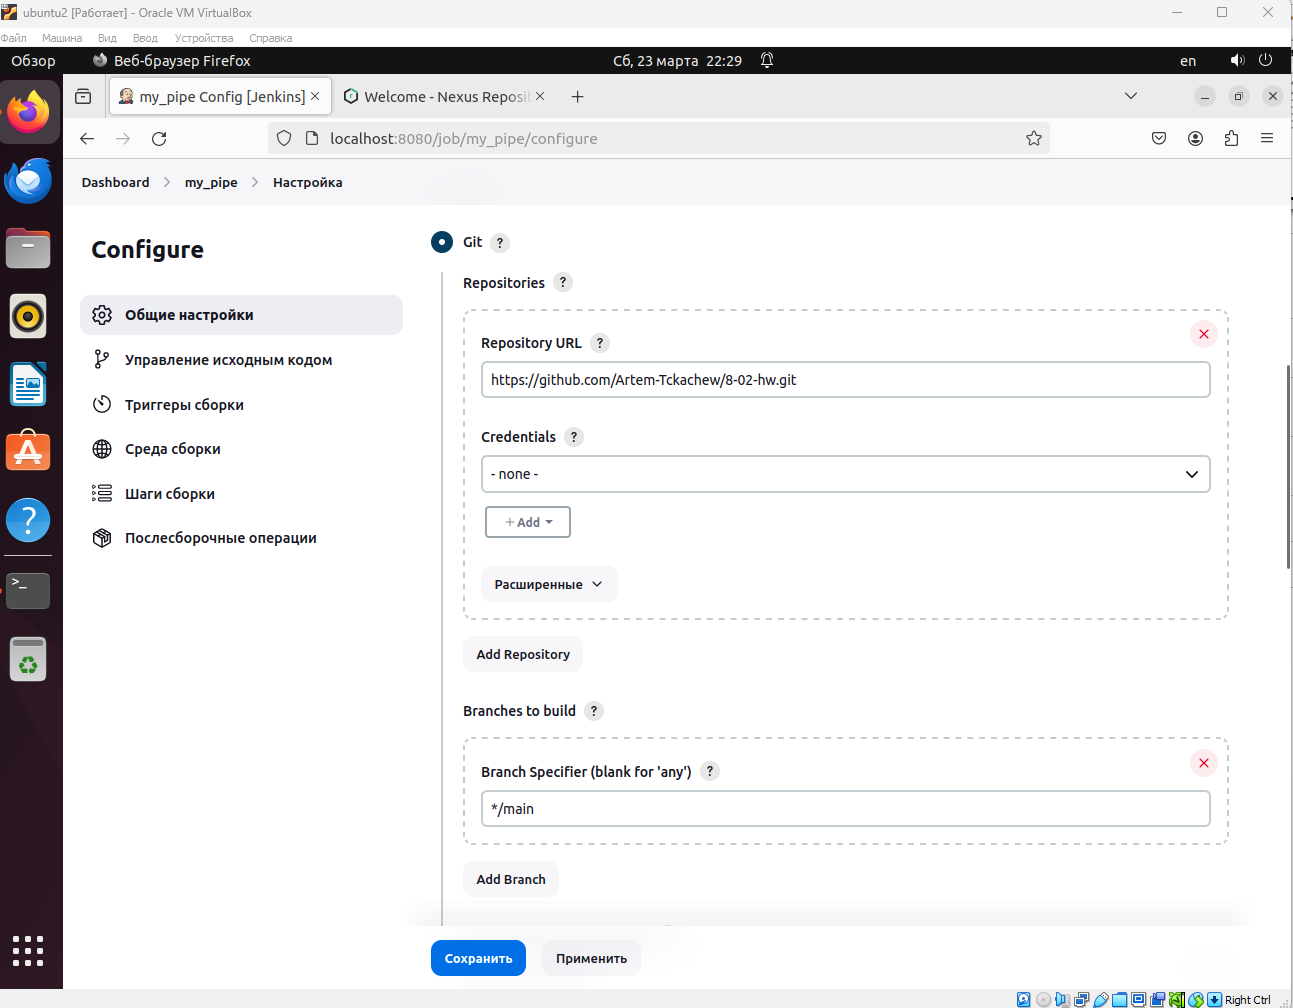 ubuntu2 [Работает] - Oracle VM VirtualBox
Файл Машина Вид Ввод Устройства Справка
Обзор Веб-браузер Firefox Сб, 23 марта 22:29 en
my_pipe Config [Jenkins] Welcome - Nexus Reposit
localhost:8080/job/my_pipe/configure
Dashboard my_pipe Настройка
Configure
Общие настройки
Управление исходным кодом
Триггеры сборки
Среда сборки
Шаги сборки
Послесборочные операции
Git ?
Repositories ?
Repository URL ?
https://github.com/Artem-Tckachew/8-02-hw.git
Credentials ?
- none -
+ Add
Расширенные
Add Repository
Branches to build ?
Branch Specifier (blank for 'any') ?
*/main
Add Branch
Сохранить Применить
Right Ctrl